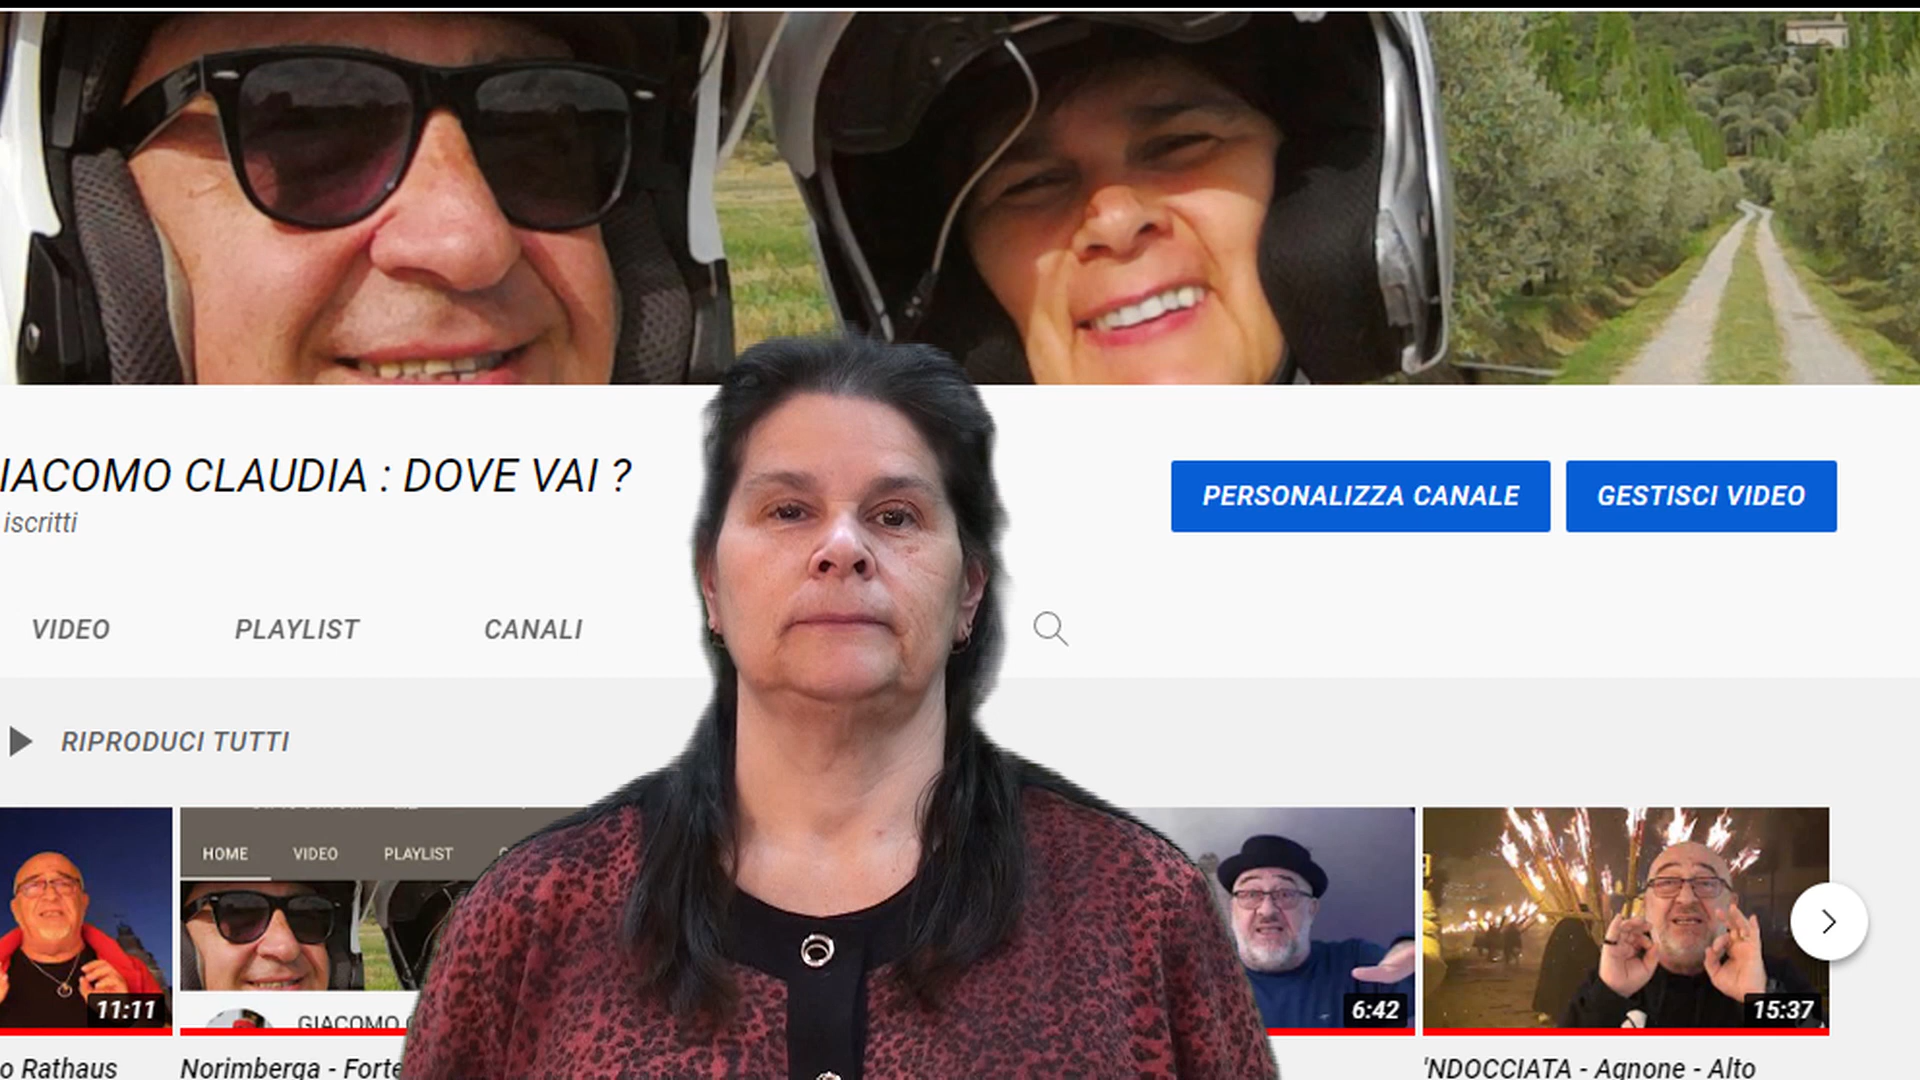 IACOMO CLAUDIA : DOVE VAI ?
iscritti
PERSONALIZZA CANALE
GESTISCI VIDEO
VIDEO
PLAYLIST
CANALI
RIPRODUCI TUTTI
HOME
VIDEO
PLAYLIST
GIACOMO
11:11
6:42
15:37
o Rathaus
Norimberga - Forte
'NDOCCIATA - Agnone - Alto